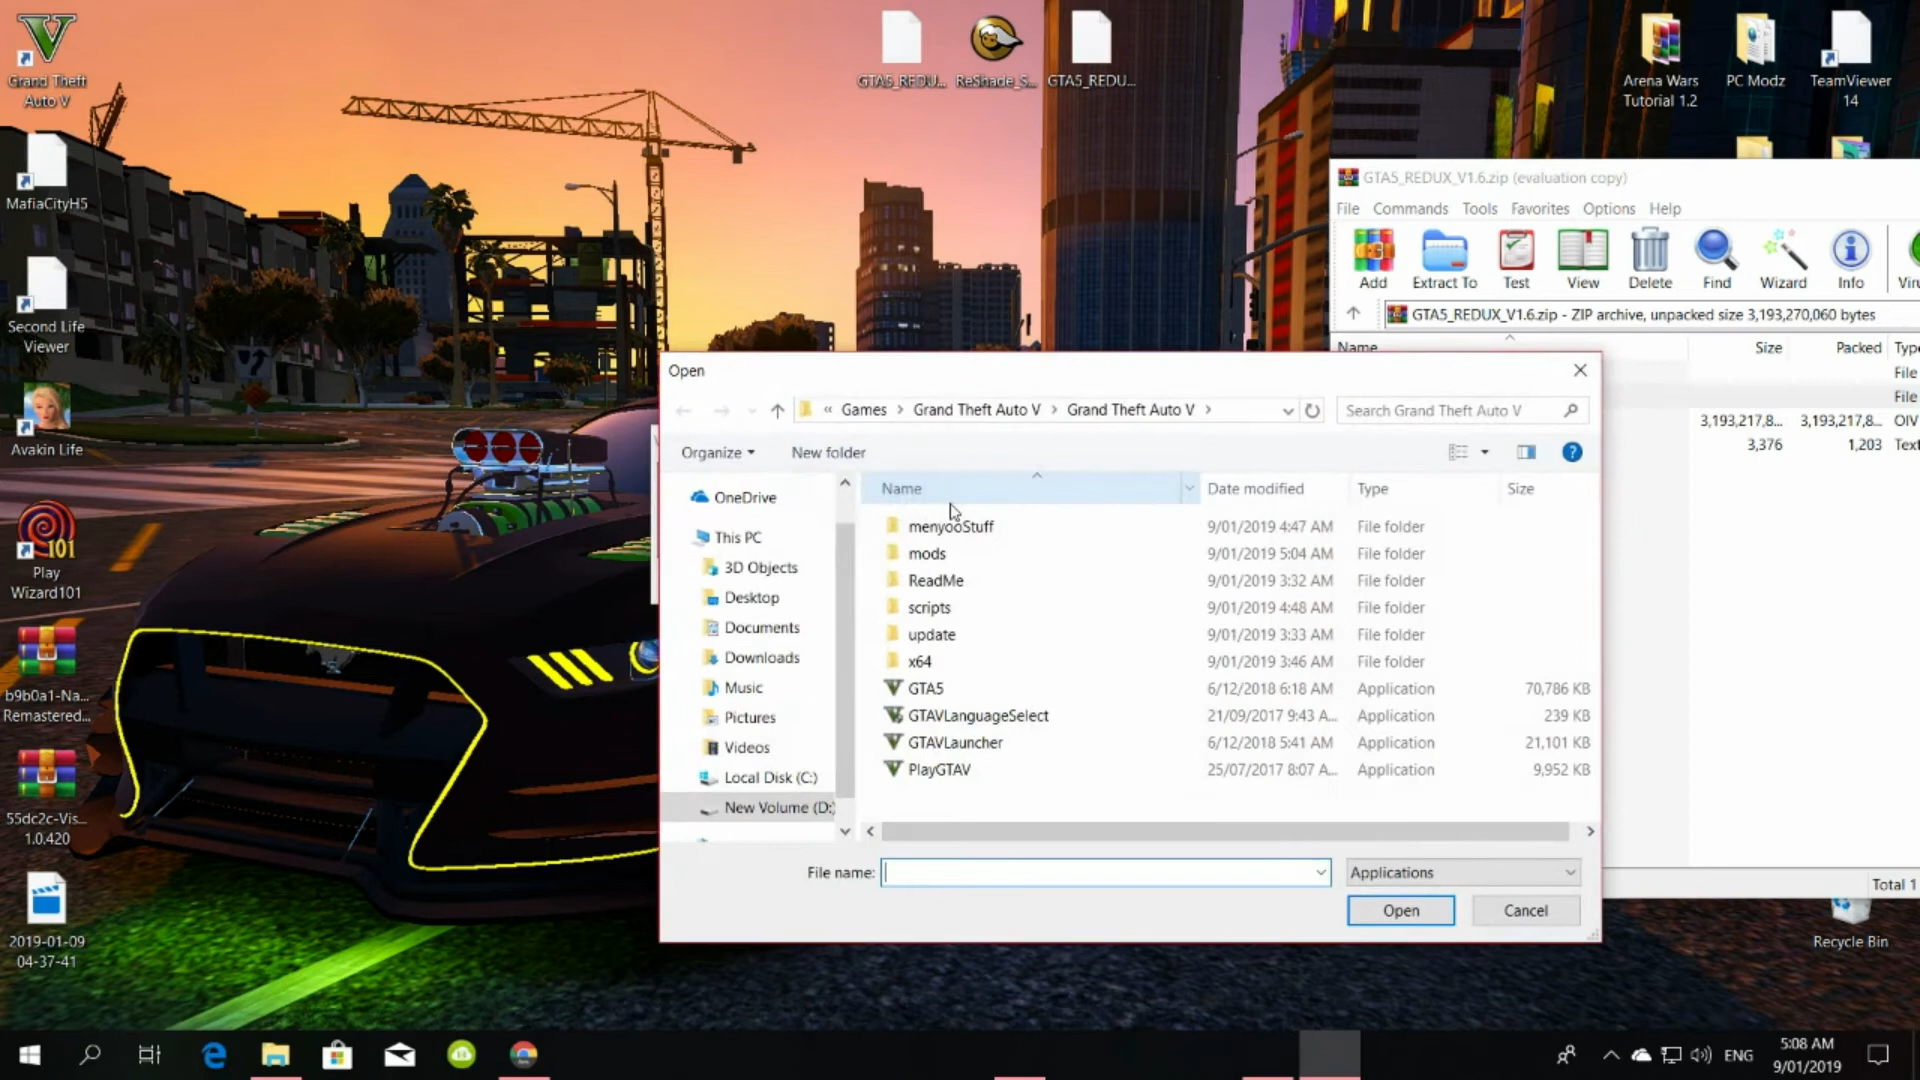 Grand Theft
Auto V
MafiaCityH5
Second Life
Viewer
Avakin Life
101
Play
Wizard101
b9b0a1-Na...
Remastered...
55dc2c-Vis...
1.0.420
2019-01-09
04-37-41
GTA5_REDU...
ReShade_S...
GTA5_REDU...
Arena Wars
Tutorial 1.2
PC Modz
TeamViewer
14
GTA5_REDUX_V1.6.zip (evaluation copy)
File Commands Tools Favorites Options Help
Add Extract To Test View Delete Find Wizard Info
GTA5_REDUX_V1.6.zip - ZIP archive, unpacked size 3,193,270,060 bytes
Name Size Packed
File
File
3,193,217,8... 3,193,217,8... OIV
3,376 1,203
Total 1
Open
« Games > Grand Theft Auto V > Grand Theft Auto V >
Search Grand Theft Auto V
Organize New folder
OneDrive
This PC
3D Objects
Desktop
Documents
Downloads
Music
Pictures
Videos
Local Disk (C:)
New Volume (D:)
Name Date modified Type Size
menyooStuff 9/01/2019 4:47 AM File folder
mods 9/01/2019 5:04 AM File folder
ReadMe 9/01/2019 3:32 AM File folder
scripts 9/01/2019 4:48 AM File folder
update 9/01/2019 3:33 AM File folder
x64 9/01/2019 3:46 AM File folder
GTA5 6/12/2018 6:18 AM Application 70,786 KB
GTAVLanguageSelect 21/09/2017 9:43 A... Application 239 KB
GTAVLauncher 6/12/2018 5:41 AM Application 21,101 KB
PlayGTAV 25/07/2017 8:07 A... Application 9,952 KB
File name: Applications
Open Cancel
Recycle Bin
ENG
5:08 AM
9/01/2019